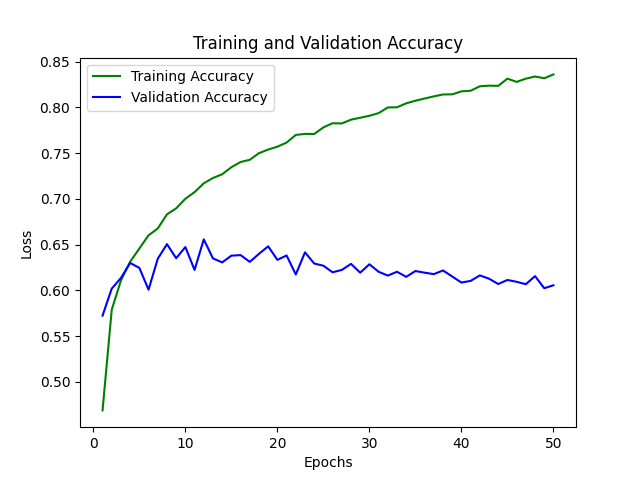 Training and Validation Accuracy
Training Accuracy
Validation Accuracy
Loss
0.85
0.80
0.75
0.70
0.65
0.60
0.55
0.50
0
10
20
30
40
50
Epochs